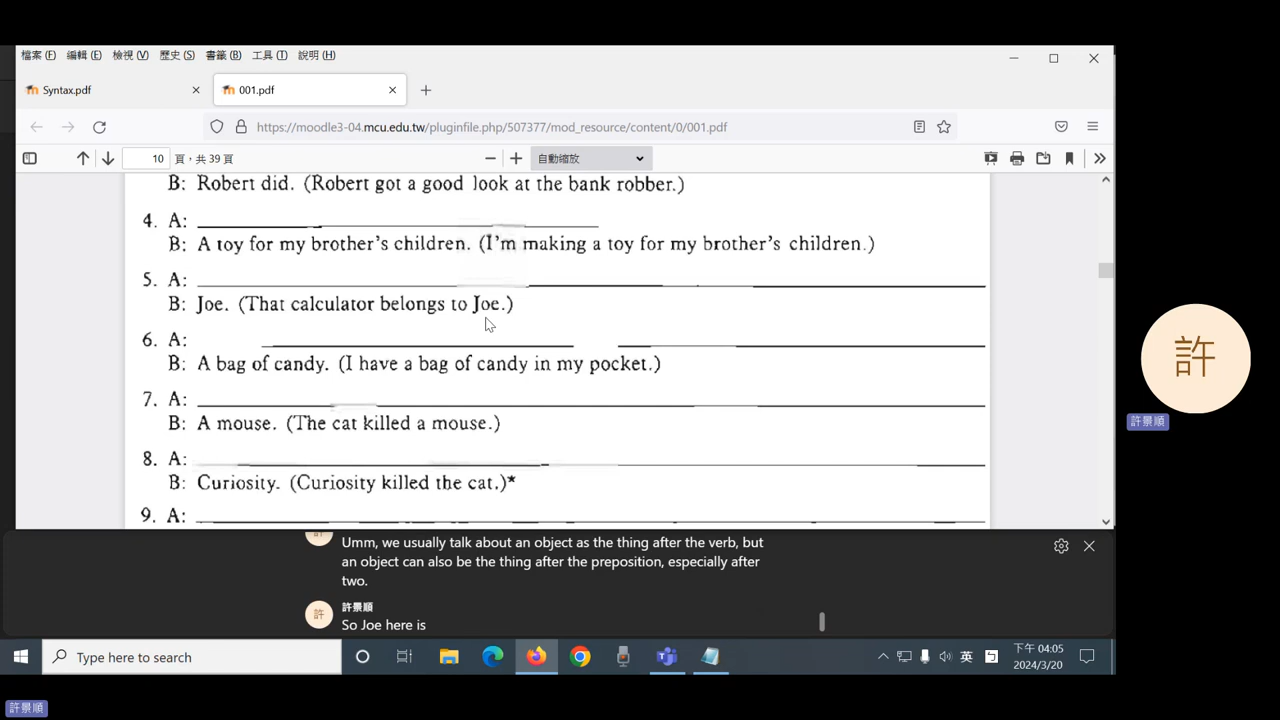 檔案 (F) 編輯 (E) 檢視 (V) 歷史 (S) 書籤 (B) 工具 (T) 說明 (H)
Syntax.pdf
001.pdf
https://moodle3-04.mcu.edu.tw/pluginfile.php/507377/mod_resource/content/0/001.pdf
10 頁，共 39 頁
自動縮放
B: Robert did. (Robert got a good look at the bank robber.)
4. A:
B: A toy for my brother's children. (I'm making a toy for my brother's children.)
5. A:
B: Joe. (That calculator belongs to Joe.)
6. A:
B: A bag of candy. (I have a bag of candy in my pocket.)
7. A:
B: A mouse. (The cat killed a mouse.)
8. A:
B: Curiosity. (Curiosity killed the cat.)*
9. A:
許
許景順
許
Umm, we usually talk about an object as the thing after the verb, but
an object can also be the thing after the preposition, especially after
two.
許
許景順
So Joe here is
Type here to search
英
下午 04:05
2024/3/20
許景順